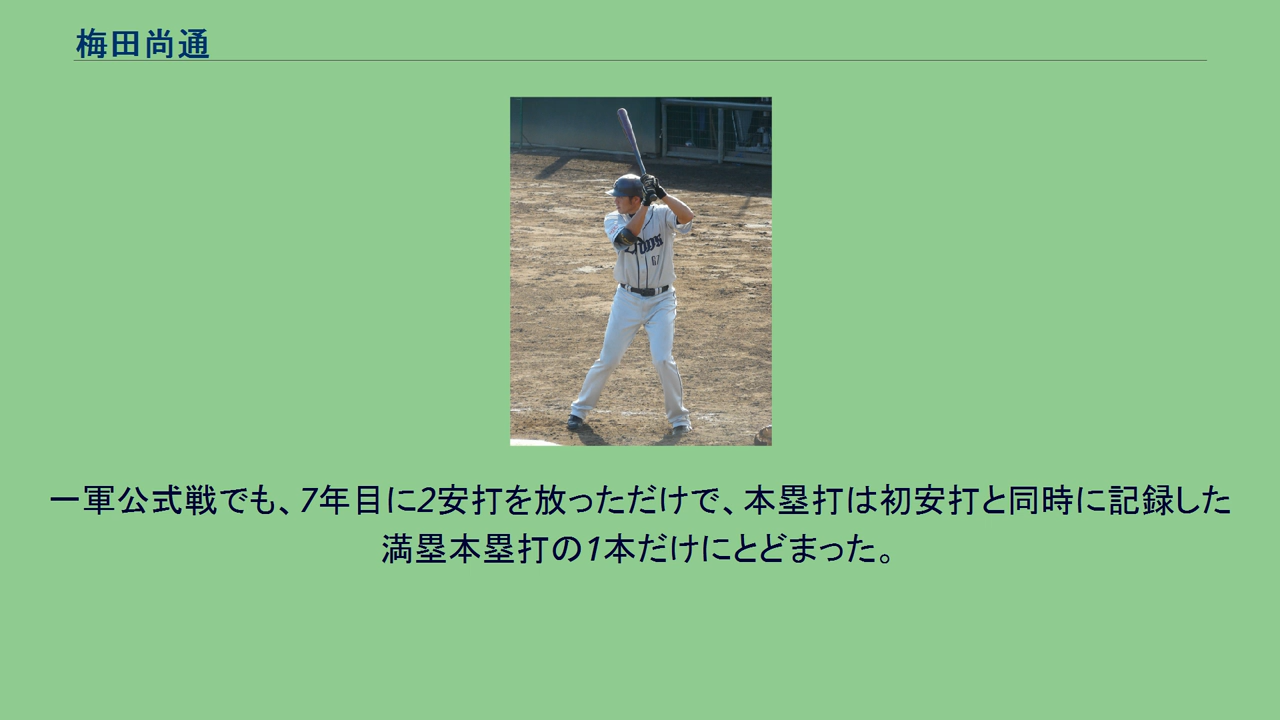 梅田尚通
一軍公式戦でも、7年目に2安打を放っただけで、本塁打は初安打と同時に記録した
満塁本塁打の1本だけにとどまった。